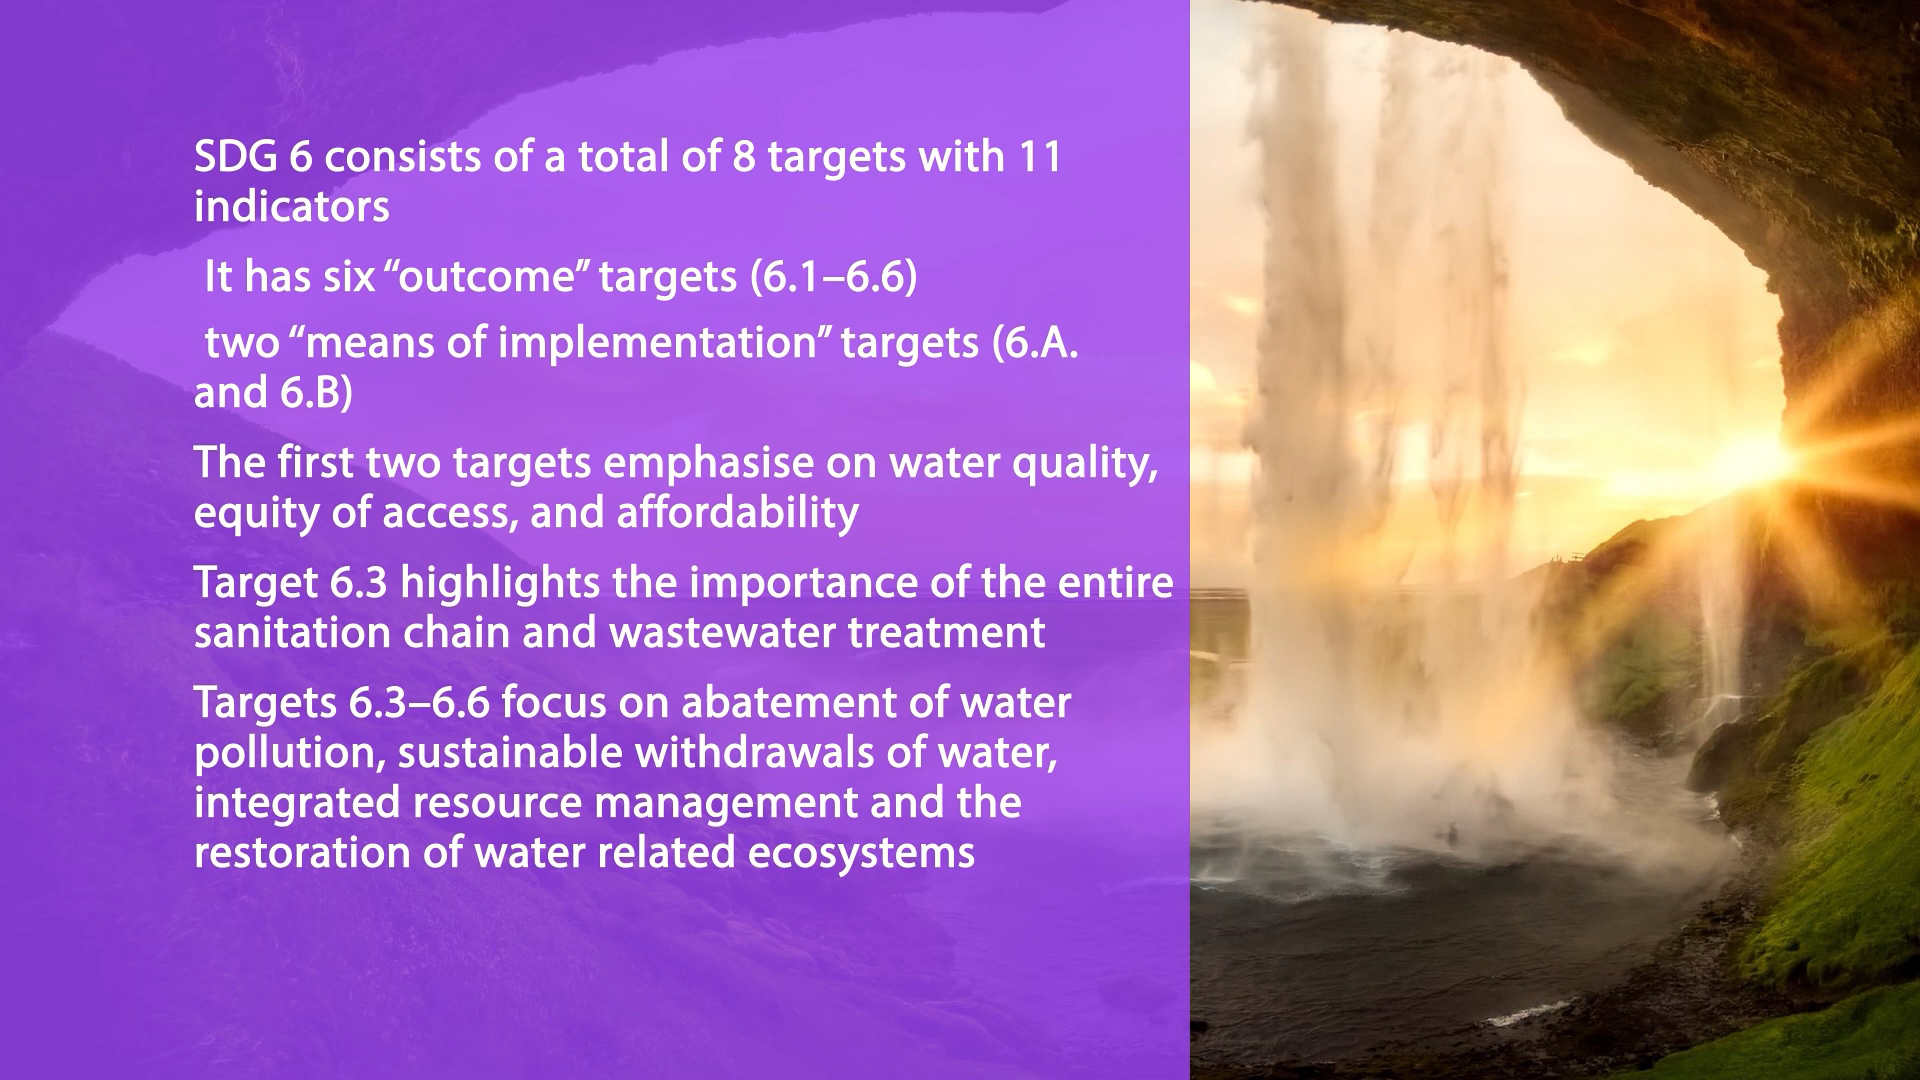 SDG 6 consists of a total of 8 targets with 11
indicators
It has six “outcome” targets (6.1–6.6)
two “means of implementation” targets (6.A.
and 6.B)
The first two targets emphasise on water quality,
equity of access, and affordability
Target 6.3 highlights the importance of the entire
sanitation chain and wastewater treatment
Targets 6.3–6.6 focus on abatement of water
pollution, sustainable withdrawals of water,
integrated resource management and the
restoration of water related ecosystems